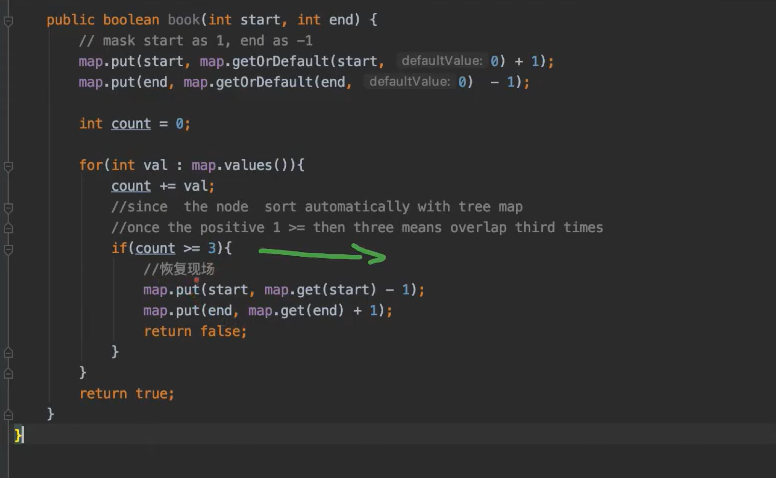 public boolean book(int start, int end) {
// mask start as 1, end as -1
map.put(start, map.getOrDefault(start, defaultValue: 0) + 1);
map.put(end, map.getOrDefault(end, defaultValue: 0) - 1);
int count = 0;
for(int val : map.values()){
count += val;
//since the node sort automatically with tree map
//once the positive 1 >= then three means overlap third times
if(count >= 3){
//恢复现场
map.put(start, map.get(start) - 1);
map.put(end, map.get(end) + 1);
return false;
}
}
return true;
}
}